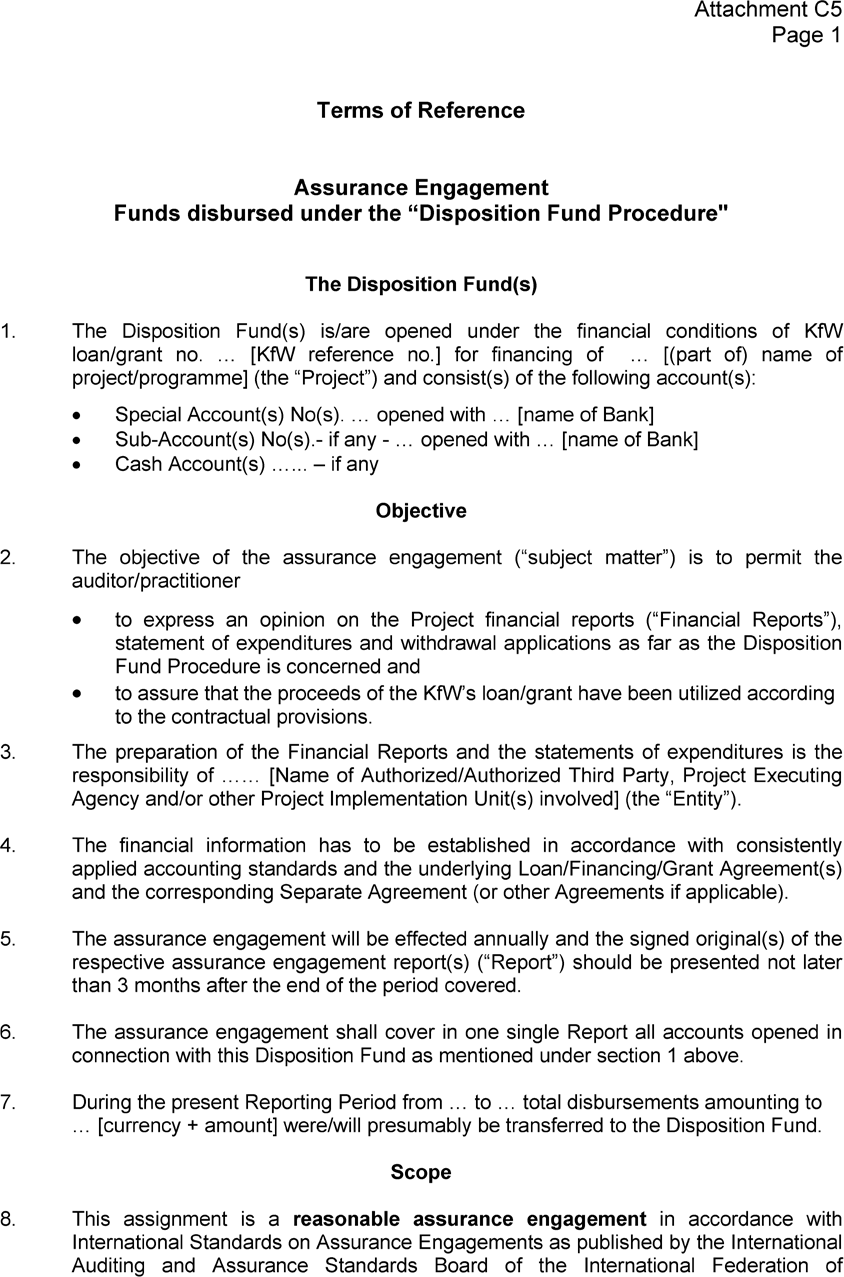 Attachment C5
Page 1
Terms of Reference
Assurance Engagement
Funds disbursed under the “Disposition Fund Procedure"
The Disposition Fund(s)
1. The Disposition Fund(s) is/are opened under the financial conditions of KfW
loan/grant no. … [KfW reference no.] for financing of … [(part of) name of
project/programme] (the “Project”) and consist(s) of the following account(s):
• Special Account(s) No(s). … opened with … [name of Bank]
• Sub-Account(s) No(s).- if any - … opened with … [name of Bank]
• Cash Account(s) …... – if any
Objective
2. The objective of the assurance engagement (“subject matter”) is to permit the
auditor/practitioner
• to express an opinion on the Project financial reports (“Financial Reports”),
statement of expenditures and withdrawal applications as far as the Disposition
Fund Procedure is concerned and
• to assure that the proceeds of the KfW’s loan/grant have been utilized according
to the contractual provisions.
3. The preparation of the Financial Reports and the statements of expenditures is the
responsibility of …… [Name of Authorized/Authorized Third Party, Project Executing
Agency and/or other Project Implementation Unit(s) involved] (the “Entity”).
4. The financial information has to be established in accordance with consistently
applied accounting standards and the underlying Loan/Financing/Grant Agreement(s)
and the corresponding Separate Agreement (or other Agreements if applicable).
5. The assurance engagement will be effected annually and the signed original(s) of the
respective assurance engagement report(s) (“Report”) should be presented not later
than 3 months after the end of the period covered.
6. The assurance engagement shall cover in one single Report all accounts opened in
connection with this Disposition Fund as mentioned under section 1 above.
7. During the present Reporting Period from … to … total disbursements amounting to
… [currency + amount] were/will presumably be transferred to the Disposition Fund.
Scope
8. This assignment is a reasonable assurance engagement in accordance with
International Standards on Assurance Engagements as published by the International
Auditing and Assurance Standards Board of the International Federation of